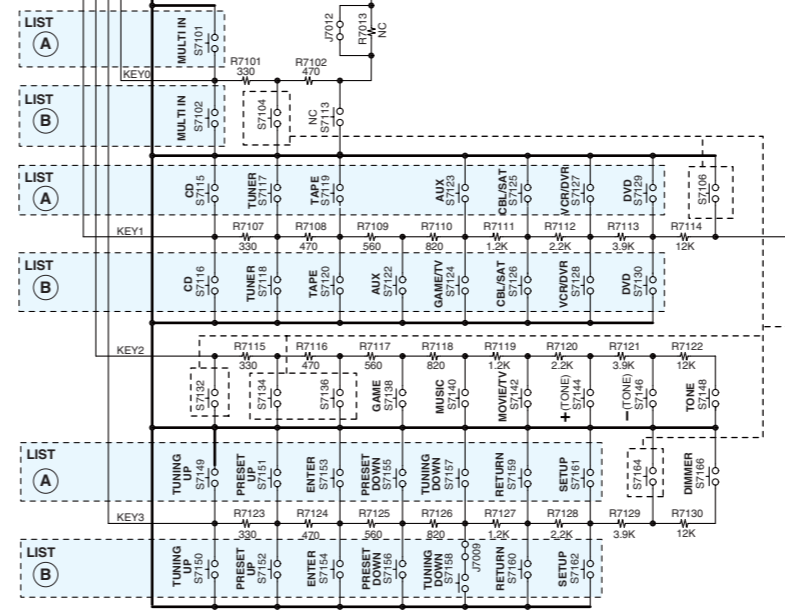 LIST
A
MULTI IN
S7101
J7012
R7013
NC
KEY0
R7101
330
R7102
470
LIST
B
MULTI IN
S7102
S7104
NC
S7113
LIST
A
CD
S7115
TUNER
S7117
TAPE
S7119
AUX
S7123
CBL/SAT
S7125
VCR/DVR
S7127
DVD
S7129
S7106
KEY1
R7107
330
R7108
470
R7109
560
R7110
820
R7111
1.2K
R7112
2.2K
R7113
3.9K
R7114
12K
LIST
B
CD
S7116
TUNER
S7118
TAPE
S7120
AUX
S7122
GAME/TV
S7124
CBL/SAT
S7126
VCR/DVR
S7128
DVD
S7130
KEY2
R7115
330
R7116
470
R7117
560
R7118
820
R7119
1.2K
R7120
2.2K
R7121
3.9K
R7122
12K
S7132
S7134
S7136
GAME
S7138
MUSIC
S7140
MOVIE/TV
S7142
+ (TONE)
S7144
– (TONE)
S7146
TONE
S7148
LIST
A
TUNING
UP
S7149
PRESET
UP
S7151
ENTER
S7153
PRESET
DOWN
S7155
TUNING
DOWN
S7157
RETURN
S7159
SETUP
S7161
S7164
DIMMER
S7166
KEY3
R7123
330
R7124
470
R7125
560
R7126
820
R7127
1.2K
R7128
2.2K
R7129
3.9K
R7130
12K
LIST
B
TUNING
UP
S7150
PRESET
UP
S7152
ENTER
S7154
PRESET
DOWN
S7156
TUNING
DOWN
S7158
J7009
RETURN
S7160
SETUP
S7162